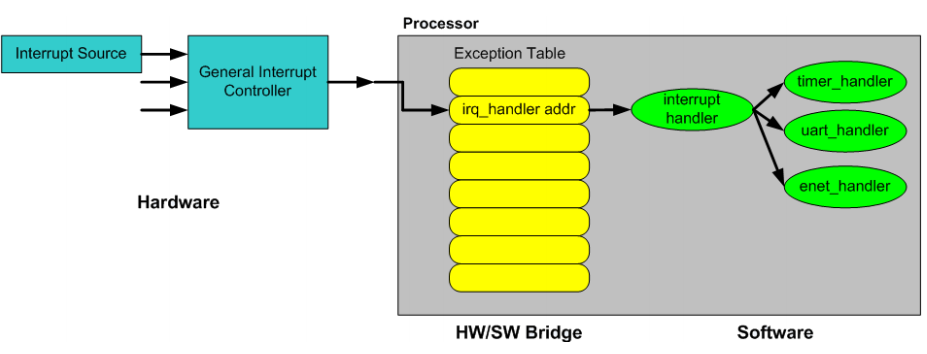 Processor
Interrupt Source
General Interrupt
Controller
Exception Table
irq_handler addr
interrupt
handler
timer_handler
uart_handler
enet_handler
Hardware
HW/SW Bridge
Software